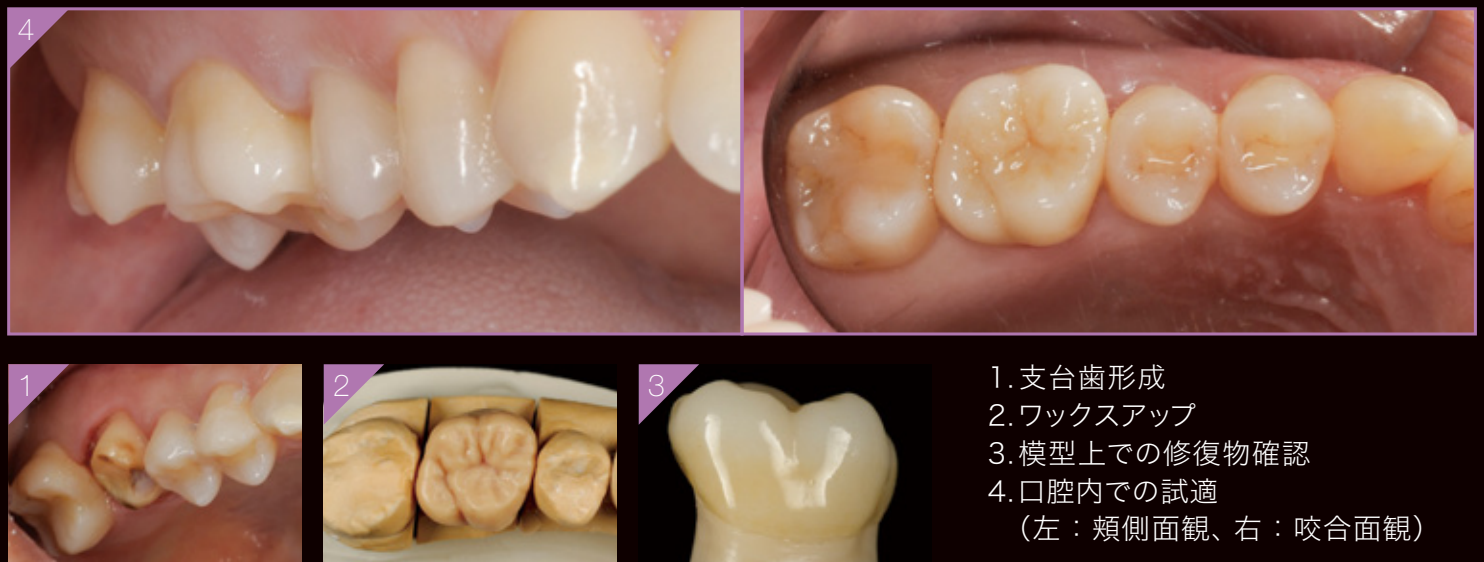 4
1
2
3
1.支台歯形成
2.ワックスアップ
3.模型上での修復物確認
4.口腔内での試適
（左：頬側面観、右：咬合面観）